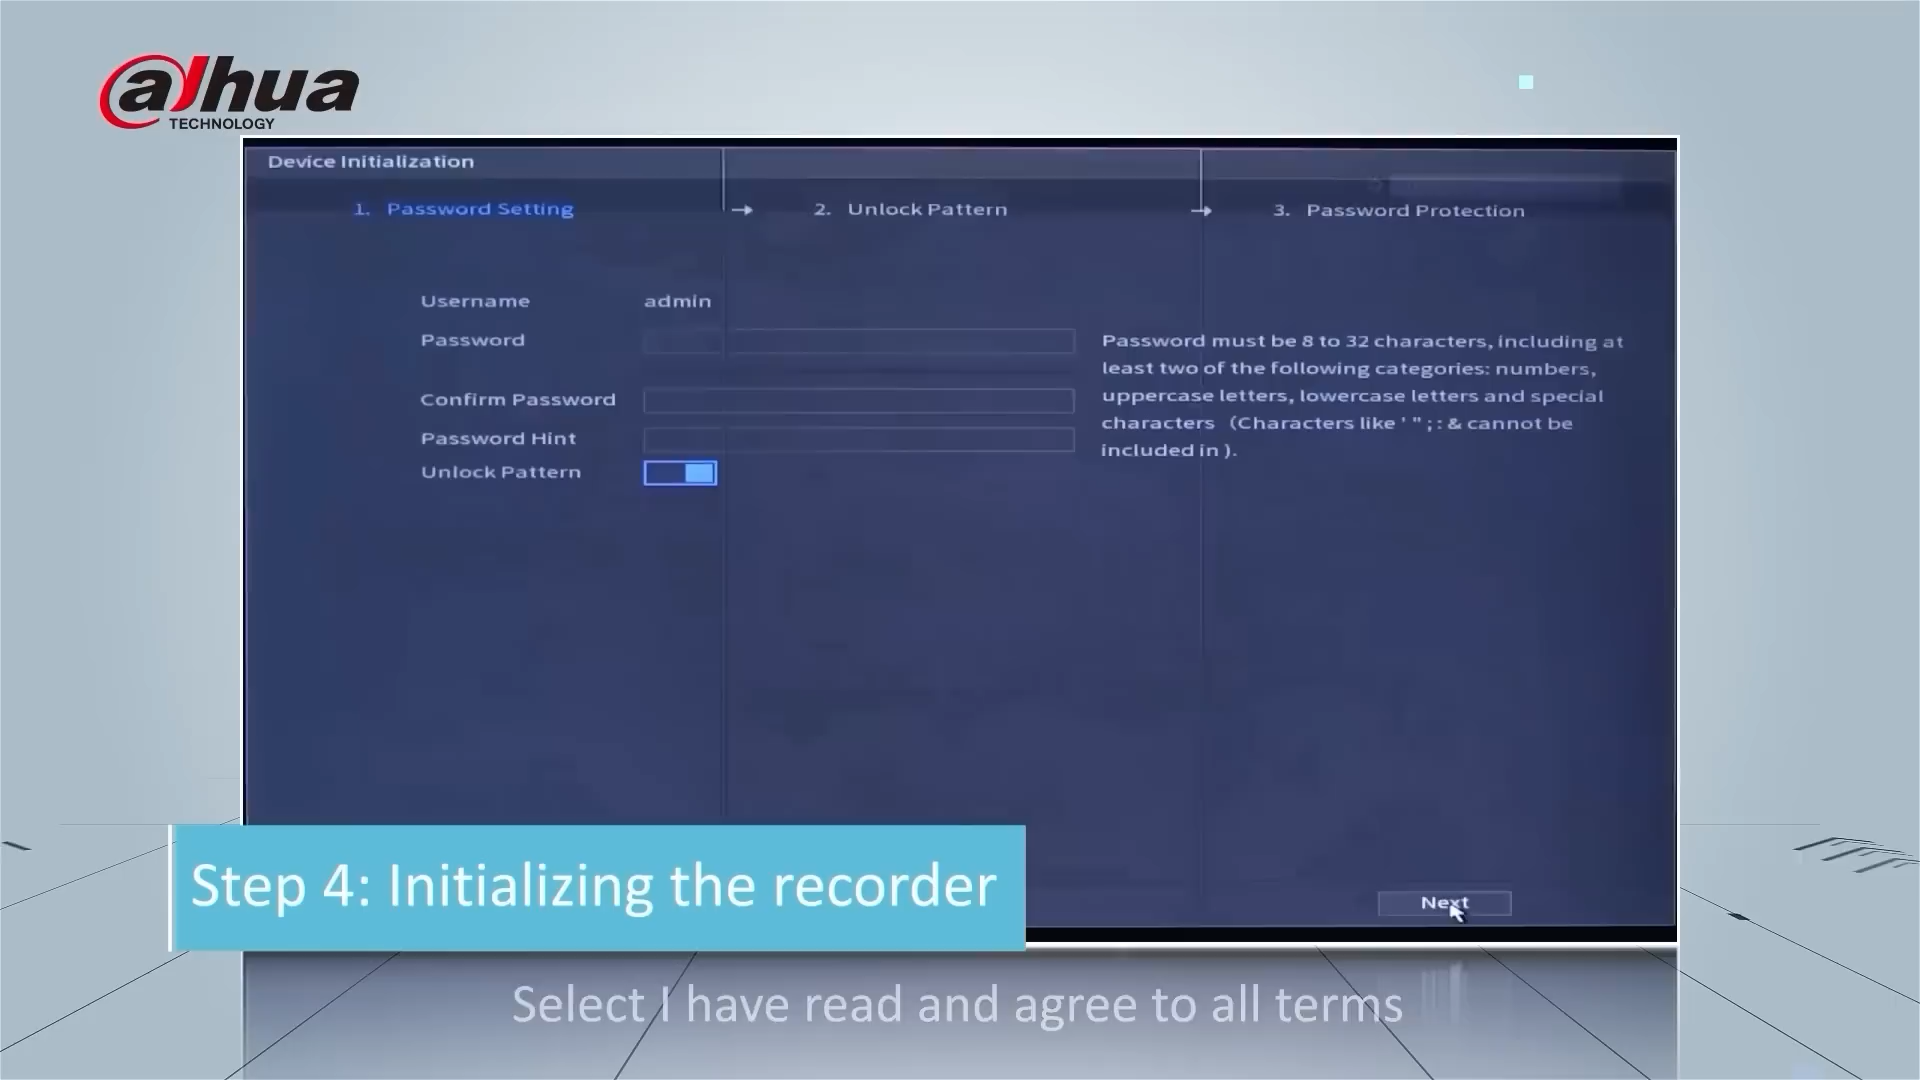 alhua
TECHNOLOGY
Device Initialization
1. Password Setting → 2. Unlock Pattern → 3. Password Protection
Username admin
Password
Confirm Password
Password Hint
Unlock Pattern
Password must be 8 to 32 characters, including at
least two of the following categories: numbers,
uppercase letters, lowercase letters and special
characters (Characters like ' " ; : & cannot be
included in ).
Next
Step 4: Initializing the recorder
Select I have read and agree to all terms